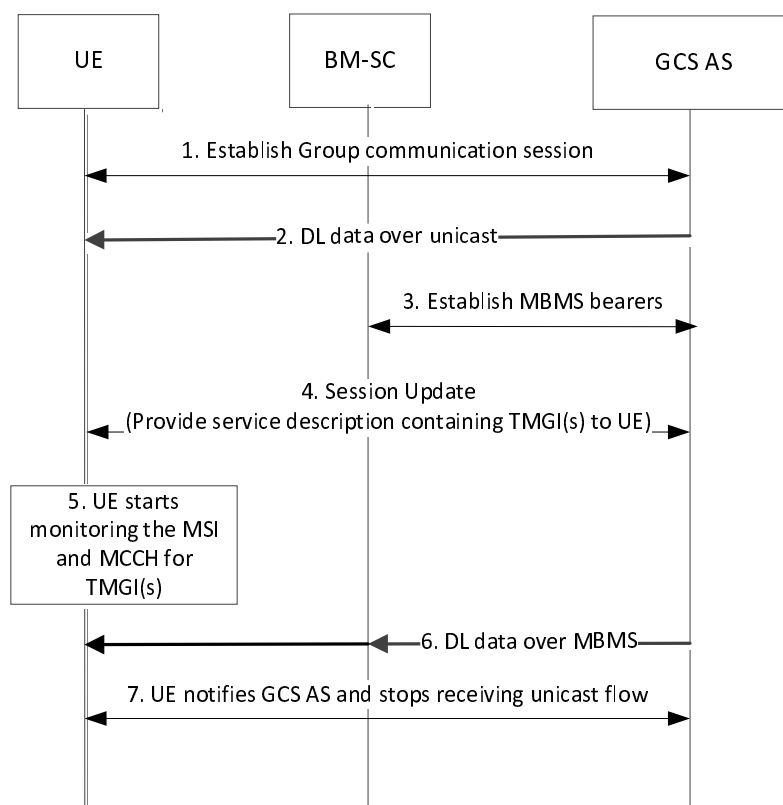 UE
BM-SC
GCS AS
1. Establish Group communication session
2. DL data over unicast
3. Establish MBMS bearers
4. Session Update
(Provide service description containing TMGI(s) to UE)
5. UE starts
monitoring the MSI
and MCCH for
TMGI(s)
6. DL data over MBMS
7. UE notifies GCS AS and stops receiving unicast flow